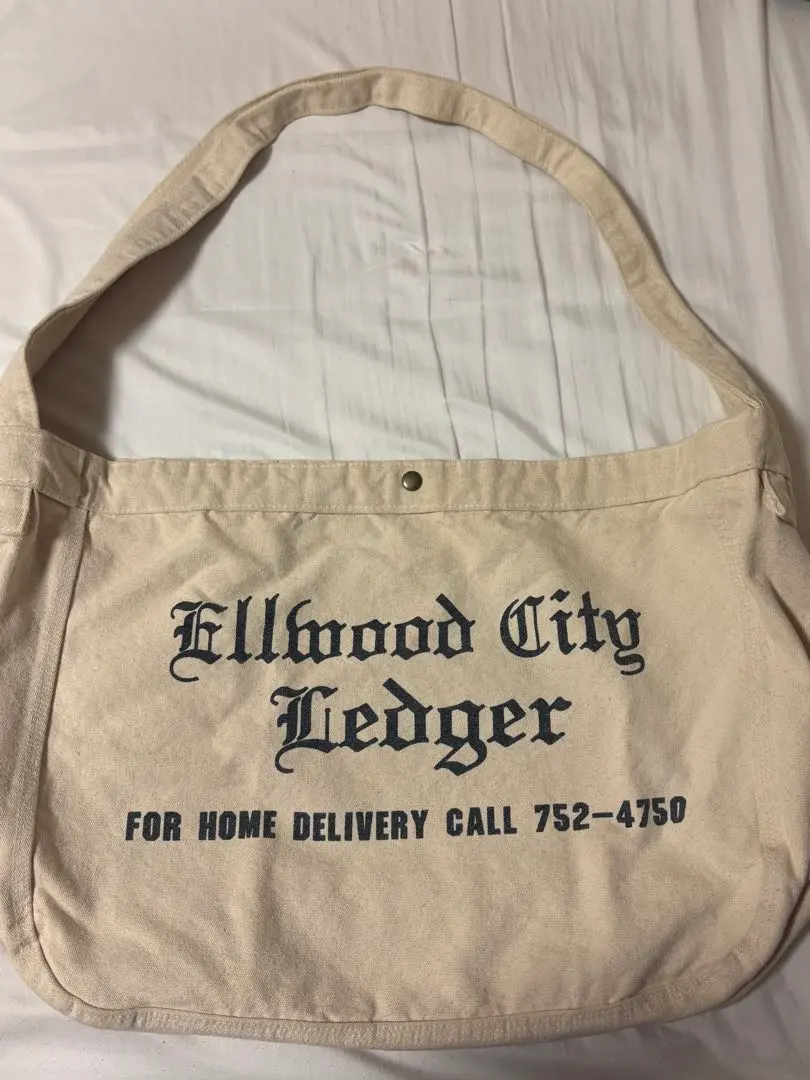 Ellwood City
Ledger
FOR HOME DELIVERY CALL 752-4750